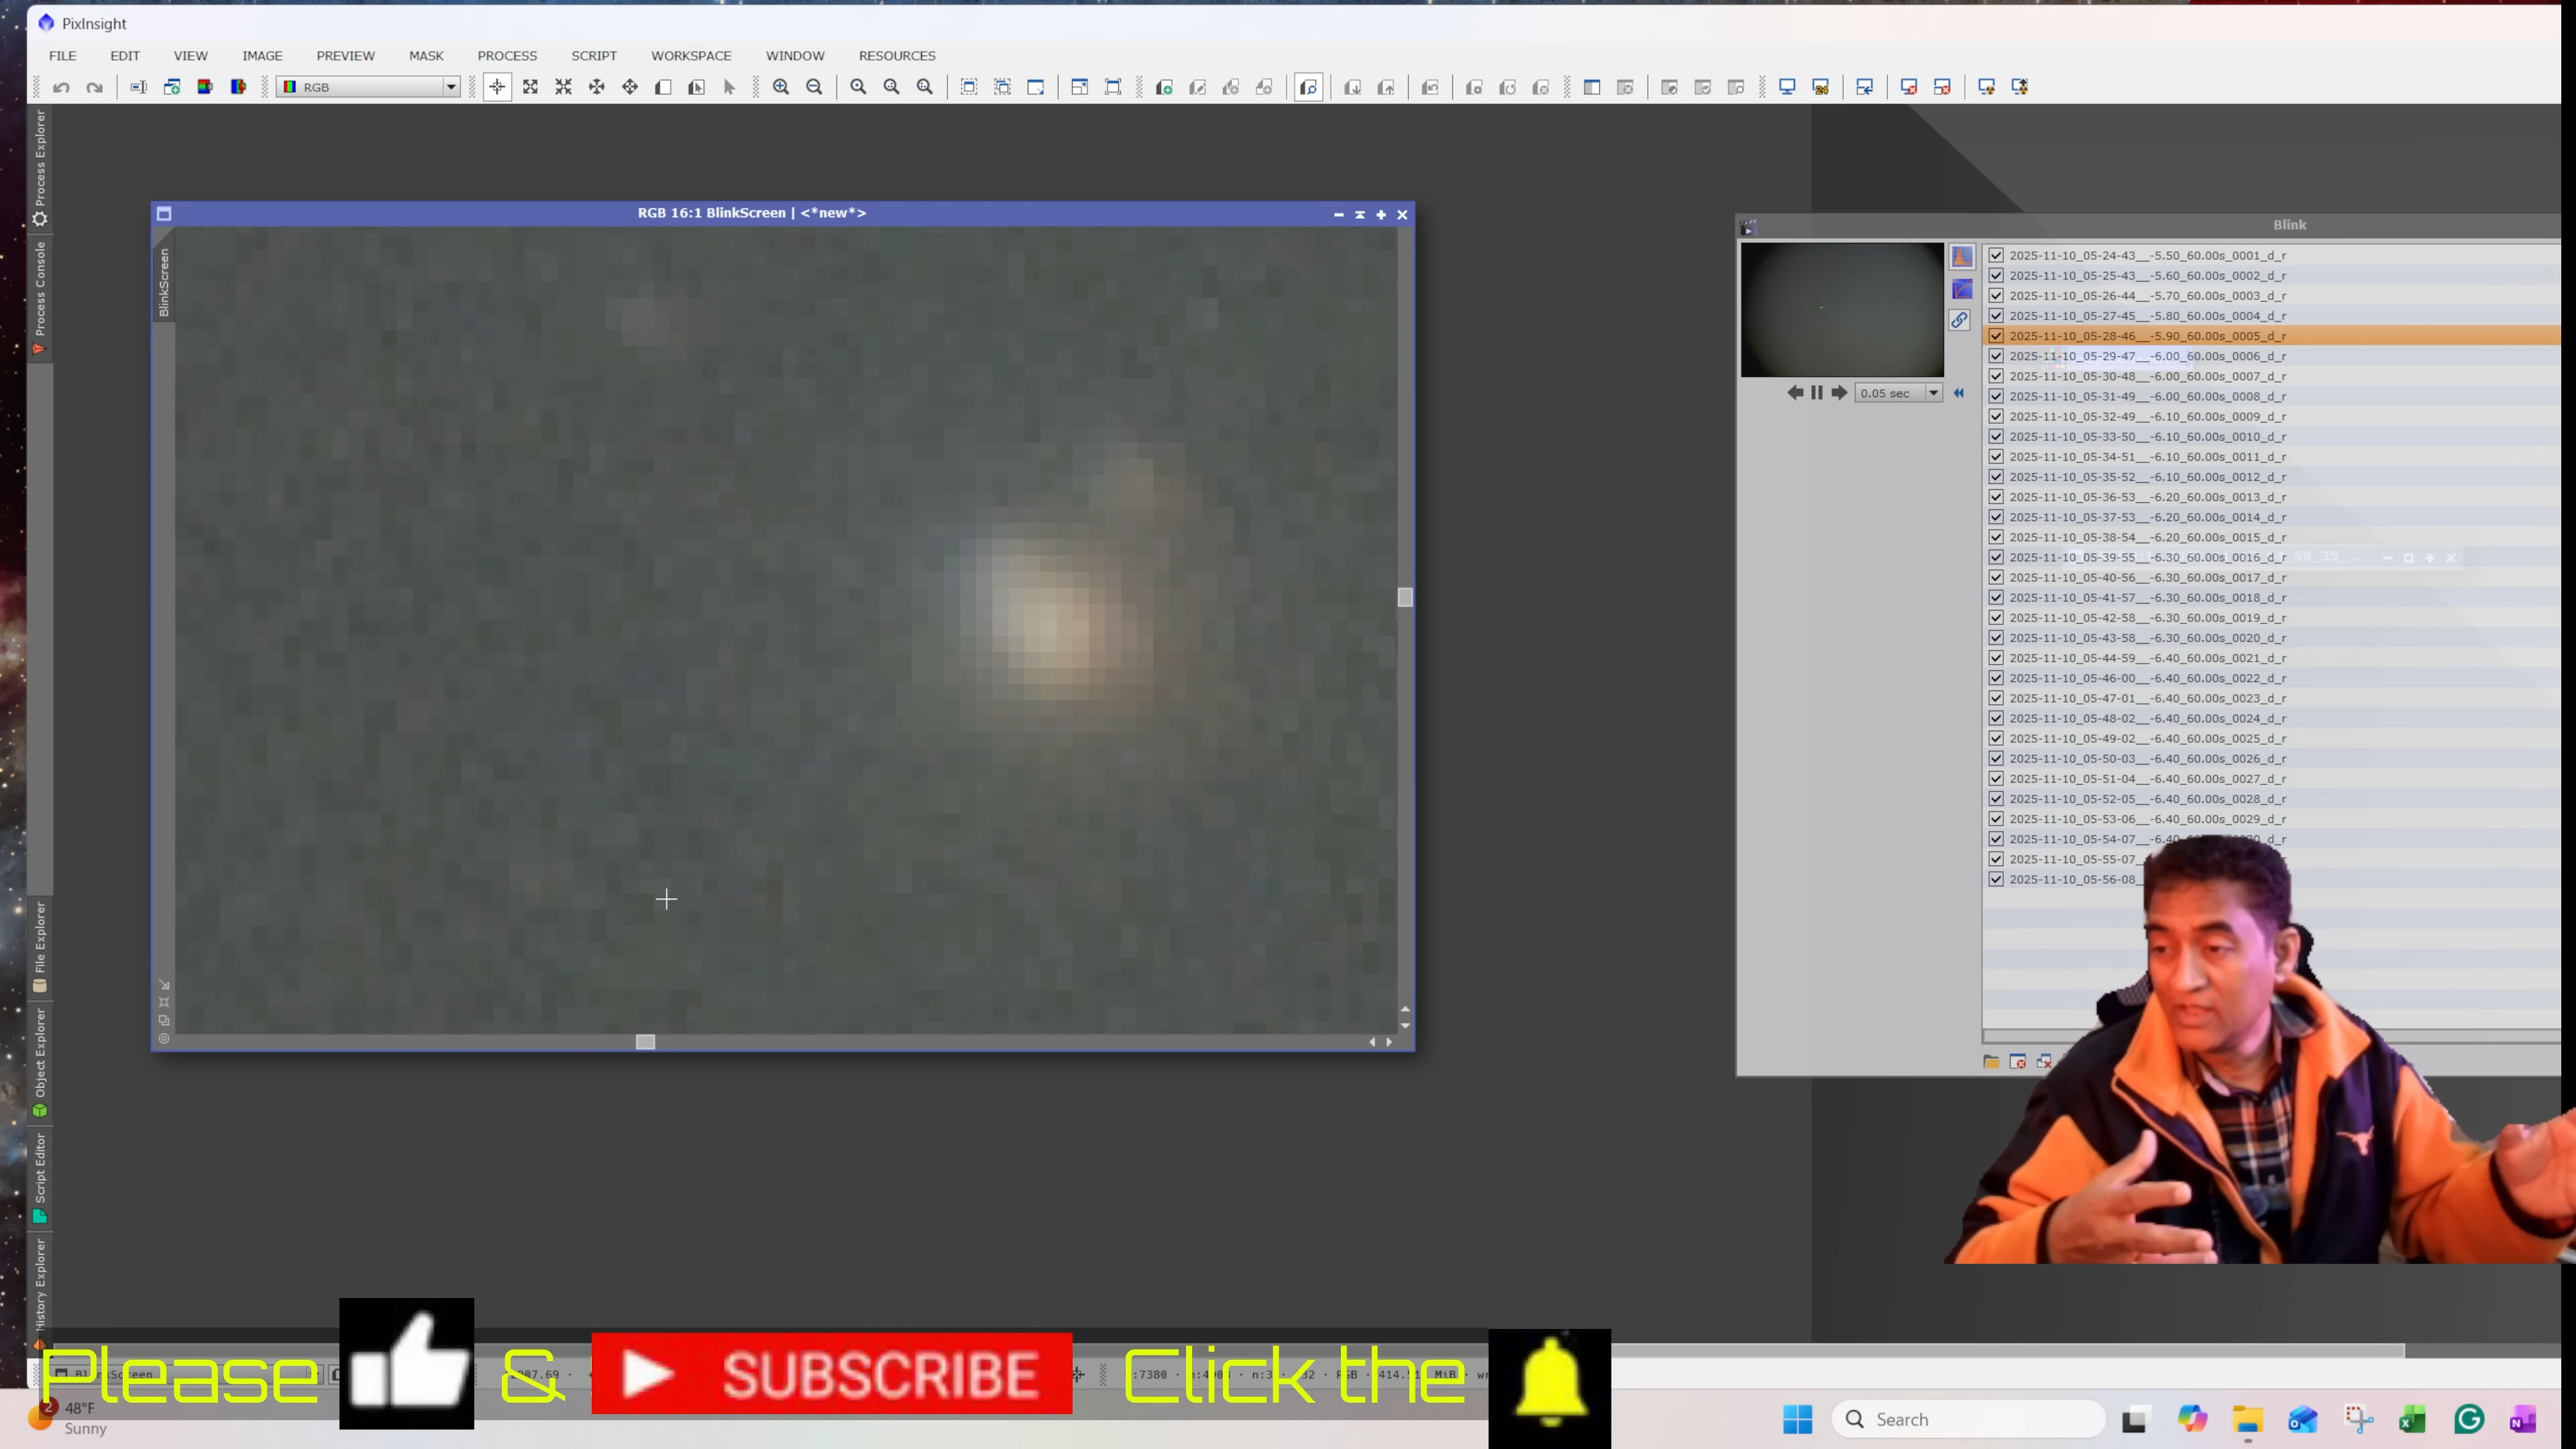 PixInsight
FILE EDIT VIEW IMAGE PREVIEW MASK PROCESS SCRIPT WORKSPACE WINDOW RESOURCES
RGB
Process Explorer
Process Console
File Explorer
Object Explorer
Script Editor
History Explorer
RGB 16:1 BlinkScreen | <*new*>
BlinkScreen
Blink
0.05 sec
2025-11-10_05-24-43__-5.50_60.00s_0001_d_r
2025-11-10_05-25-43__-5.60_60.00s_0002_d_r
2025-11-10_05-26-44__-5.70_60.00s_0003_d_r
2025-11-10_05-27-45__-5.80_60.00s_0004_d_r
2025-11-10_05-28-46__-5.90_60.00s_0005_d_r
2025-11-10_05-29-47__-6.00_60.00s_0006_d_r
2025-11-10_05-30-48__-6.00_60.00s_0007_d_r
2025-11-10_05-31-49__-6.00_60.00s_0008_d_r
2025-11-10_05-32-49__-6.10_60.00s_0009_d_r
2025-11-10_05-33-50__-6.10_60.00s_0010_d_r
2025-11-10_05-34-51__-6.10_60.00s_0011_d_r
2025-11-10_05-35-52__-6.10_60.00s_0012_d_r
2025-11-10_05-36-53__-6.20_60.00s_0013_d_r
2025-11-10_05-37-53__-6.20_60.00s_0014_d_r
2025-11-10_05-38-54__-6.20_60.00s_0015_d_r
2025-11-10_05-39-55__-6.30_60.00s_0016_d_r
2025-11-10_05-40-56__-6.30_60.00s_0017_d_r
2025-11-10_05-41-57__-6.30_60.00s_0018_d_r
2025-11-10_05-42-58__-6.30_60.00s_0019_d_r
2025-11-10_05-43-58__-6.30_60.00s_0020_d_r
2025-11-10_05-44-59__-6.40_60.00s_0021_d_r
2025-11-10_05-46-00__-6.40_60.00s_0022_d_r
2025-11-10_05-47-01__-6.40_60.00s_0023_d_r
2025-11-10_05-48-02__-6.40_60.00s_0024_d_r
2025-11-10_05-49-02__-6.40_60.00s_0025_d_r
2025-11-10_05-50-03__-6.40_60.00s_0026_d_r
2025-11-10_05-51-04__-6.40_60.00s_0027_d_r
2025-11-10_05-52-05__-6.40_60.00s_0028_d_r
2025-11-10_05-53-06__-6.40_60.00s_0029_d_r
2025-11-10_05-54-07__-6.40
2025-11-10_05-55-07
2025-11-10_05-56-08
Please & SUBSCRIBE Click the
2 48°F
Sunny
Search